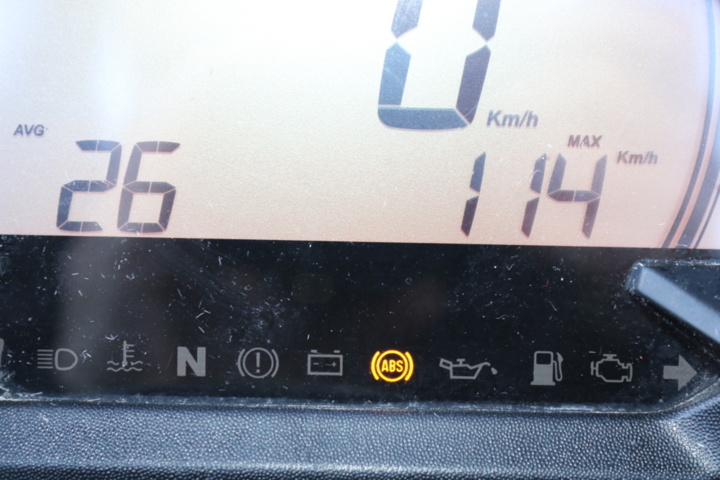 0 Km/h
AVG 26
MAX 114 Km/h
N ABS